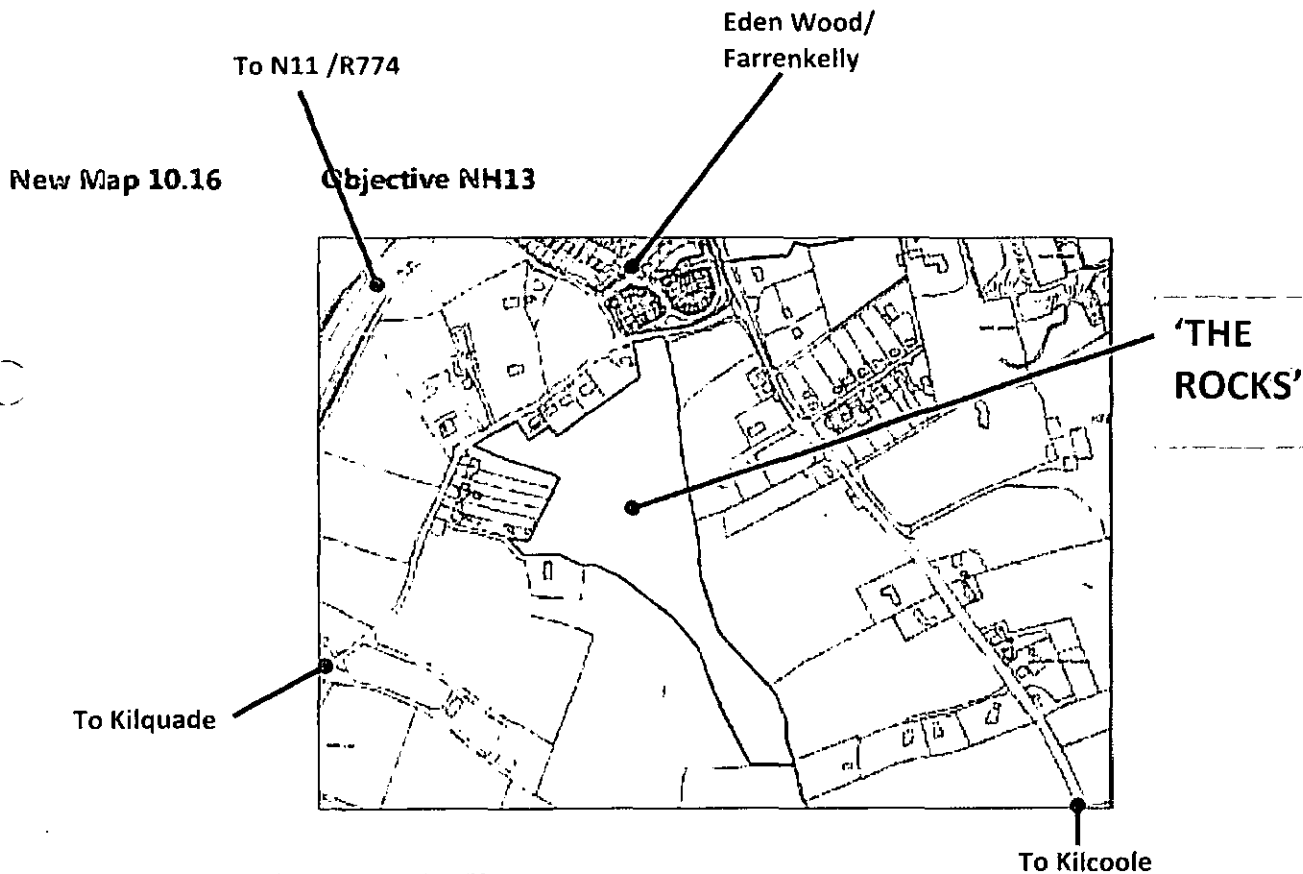 Eden Wood/
Farrenkelly
To N11 /R774
New Map 10.16 Objective NH13
'THE
ROCKS'
To Kilquade
To Kilcoole